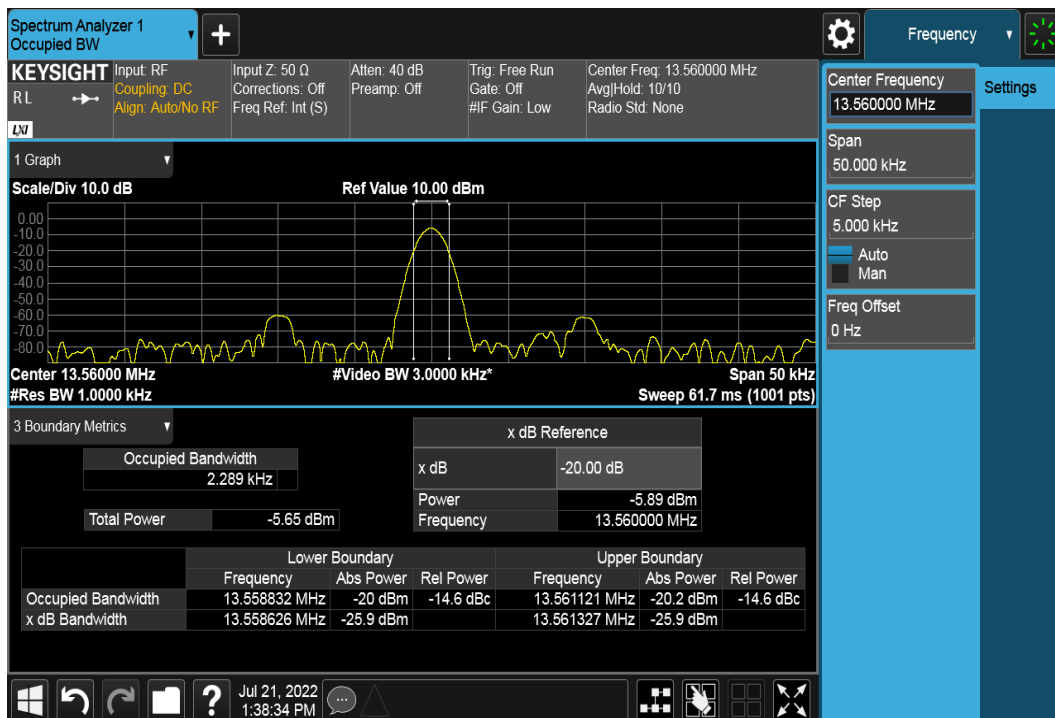 Spectrum Analyzer 1
Occupied BW
+
Frequency
KEYSIGHT
R L
LXI
Input: RF
Coupling: DC
Align: Auto/No RF
Input Z: 50 Ω
Corrections: Off
Freq Ref: Int (S)
Atten: 40 dB
Preamp: Off
Trig: Free Run
Gate: Off
#IF Gain: Low
Center Freq: 13.560000 MHz
Avg|Hold: 10/10
Radio Std: None
Center Frequency
13.560000 MHz
Settings
Span
50.000 kHz
CF Step
5.000 kHz
Auto
Man
Freq Offset
0 Hz
1 Graph
Scale/Div 10.0 dB Ref Value 10.00 dBm
0.00
-10.0
-20.0
-30.0
-40.0
-50.0
-60.0
-70.0
-80.0
Center 13.56000 MHz #Video BW 3.0000 kHz* Span 50 kHz
#Res BW 1.0000 kHz Sweep 61.7 ms (1001 pts)
3 Boundary Metrics
Occupied Bandwidth
2.289 kHz
Total Power -5.65 dBm
x dB Reference
x dB -20.00 dB
Power -5.89 dBm
Frequency 13.560000 MHz
Lower Boundary Upper Boundary
Frequency Abs Power Rel Power Frequency Abs Power Rel Power
Occupied Bandwidth 13.558832 MHz -20 dBm -14.6 dBc 13.561121 MHz -20.2 dBm -14.6 dBc
x dB Bandwidth 13.558626 MHz -25.9 dBm 13.561327 MHz -25.9 dBm
?
Jul 21, 2022
1:38:34 PM